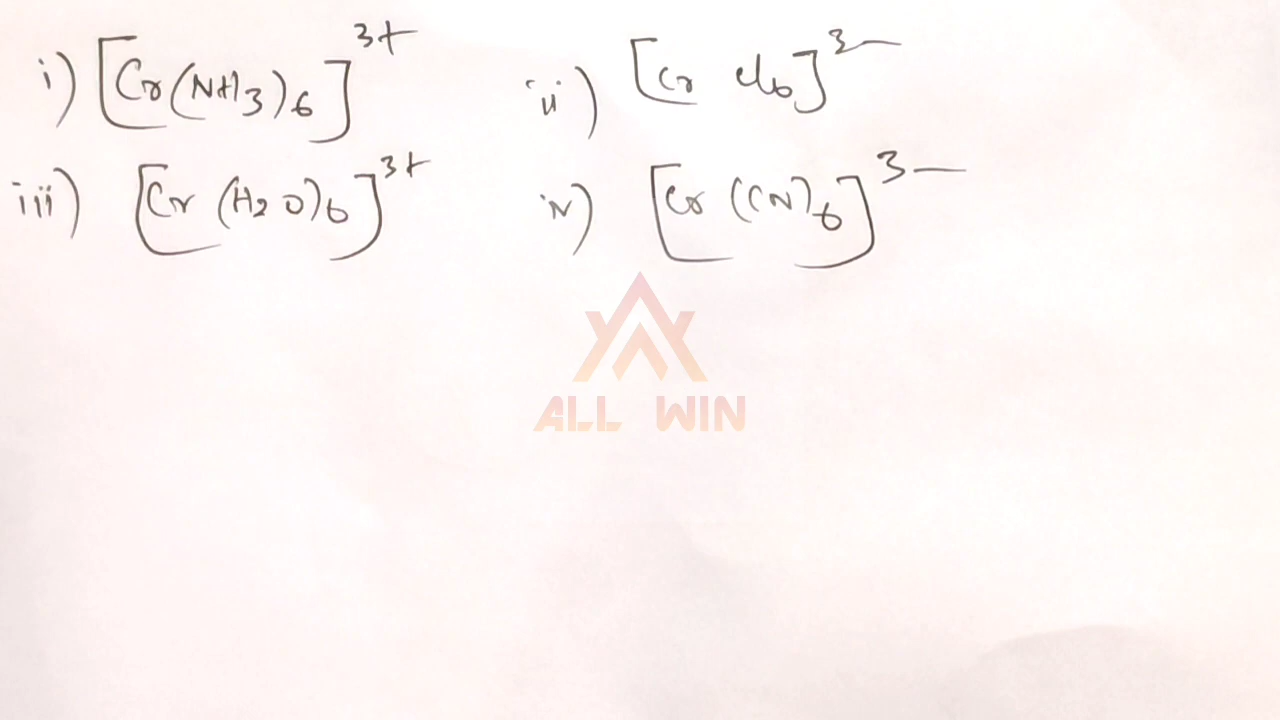 i) [Cr(NH3)6]3+ ii) [Cr Cl6]3-
iii) [Cr (H2O)6]3+ iv) [Cr (CN)6]3-
ALL WIN